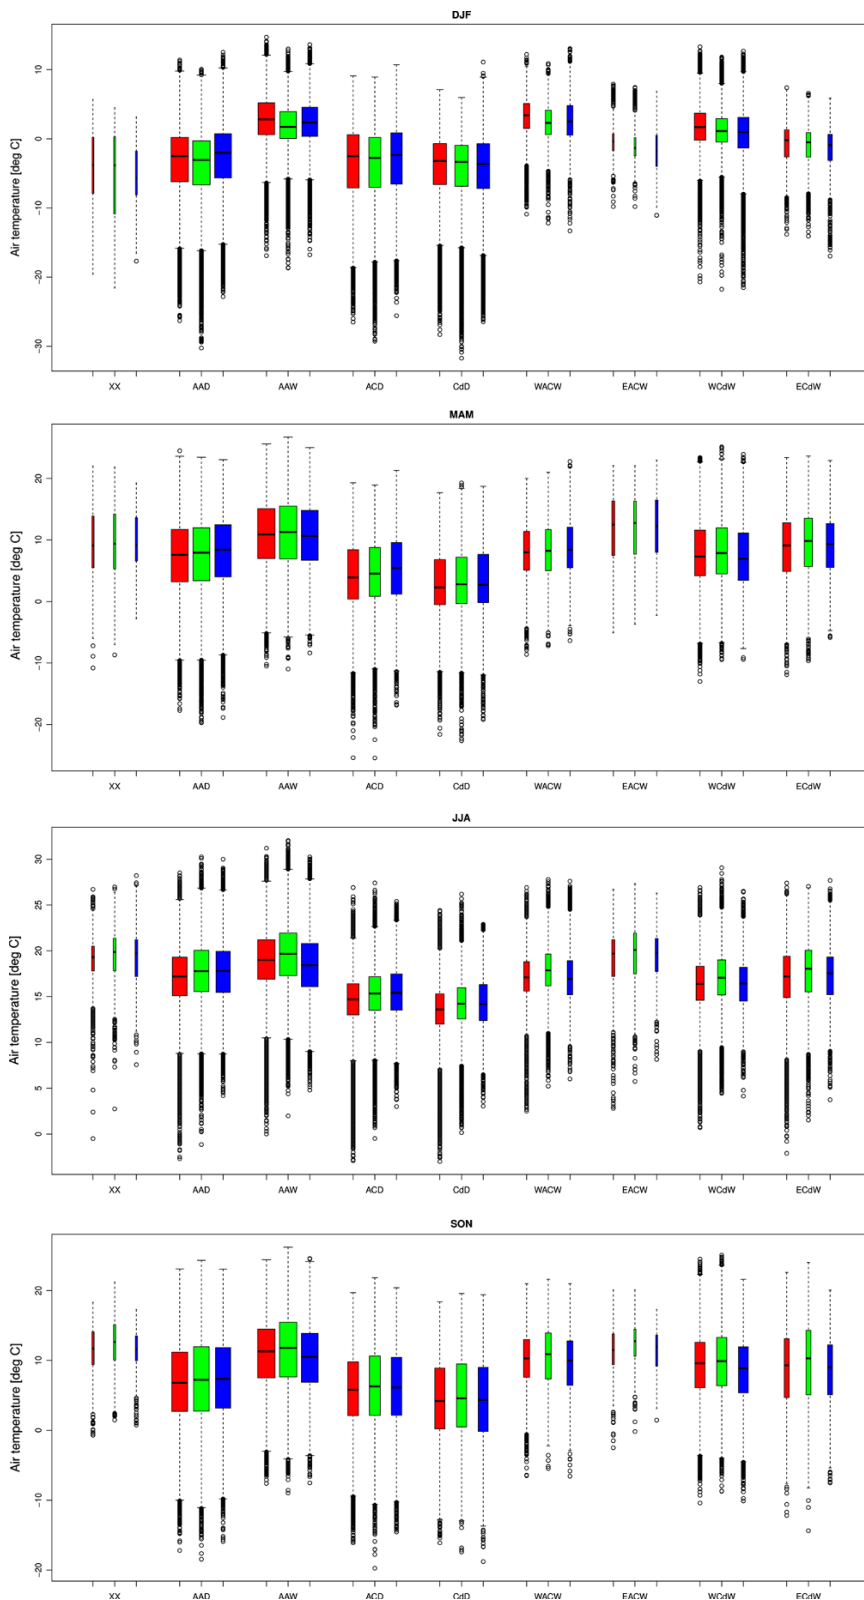 DJF
Air temperature [deg C]
10
0
-10
-20
-30
XX AAD AAW ACD CdD WACW EACW WCdW ECdW
MAM
Air temperature [deg C]
20
10
0
-10
-20
XX AAD AAW ACD CdD WACW EACW WCdW ECdW
JJA
Air temperature [deg C]
30
25
20
15
10
5
0
XX AAD AAW ACD CdD WACW EACW WCdW ECdW
SON
Air temperature [deg C]
20
10
0
-10
-20
XX AAD AAW ACD CdD WACW EACW WCdW ECdW